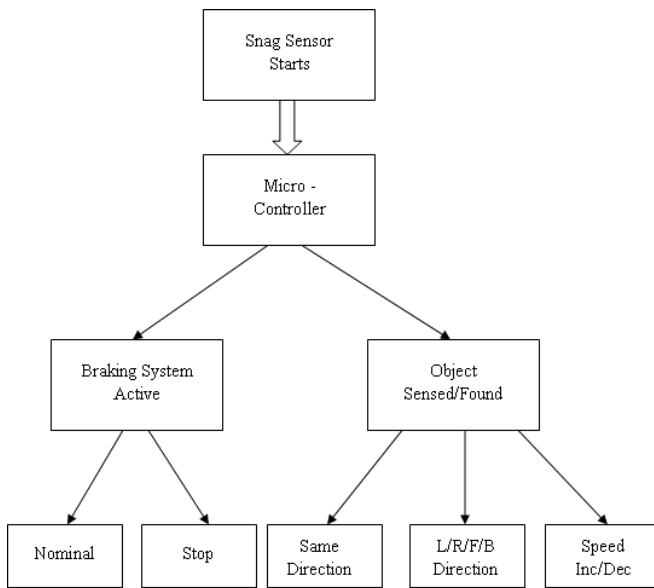 Snag Sensor
Starts
Micro -
Controller
Braking System
Active
Object
Sensed/Found
Nominal
Stop
Same
Direction
L/R/F/B
Direction
Speed
Inc/Dec